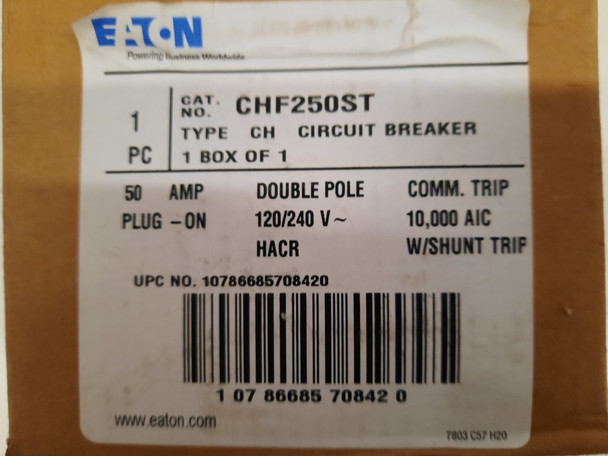 EATON
Powering Business Worldwide
1
PC
CAT. NO. CHF250ST
TYPE CH CIRCUIT BREAKER
1 BOX OF 1
50 AMP DOUBLE POLE COMM. TRIP
PLUG - ON 120/240 V~ 10,000 AIC
HACR W/SHUNT TRIP
UPC NO. 10786685708420
1 07 86685 70842 0
www.eaton.com
7803 C57 H20